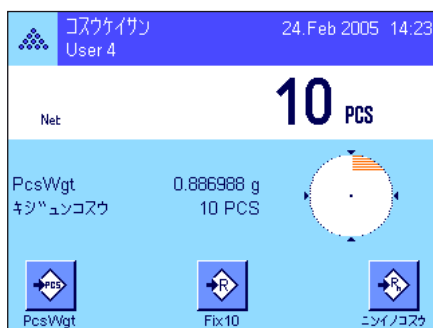 コスウケイサン 24.Feb 2005 14:23
User 4
Net 10 PCS
PcsWgt 0.886988 g
キジュンコスウ 10 PCS
PCS R Rn
PcsWgt Fix10 ニンイノコスウ